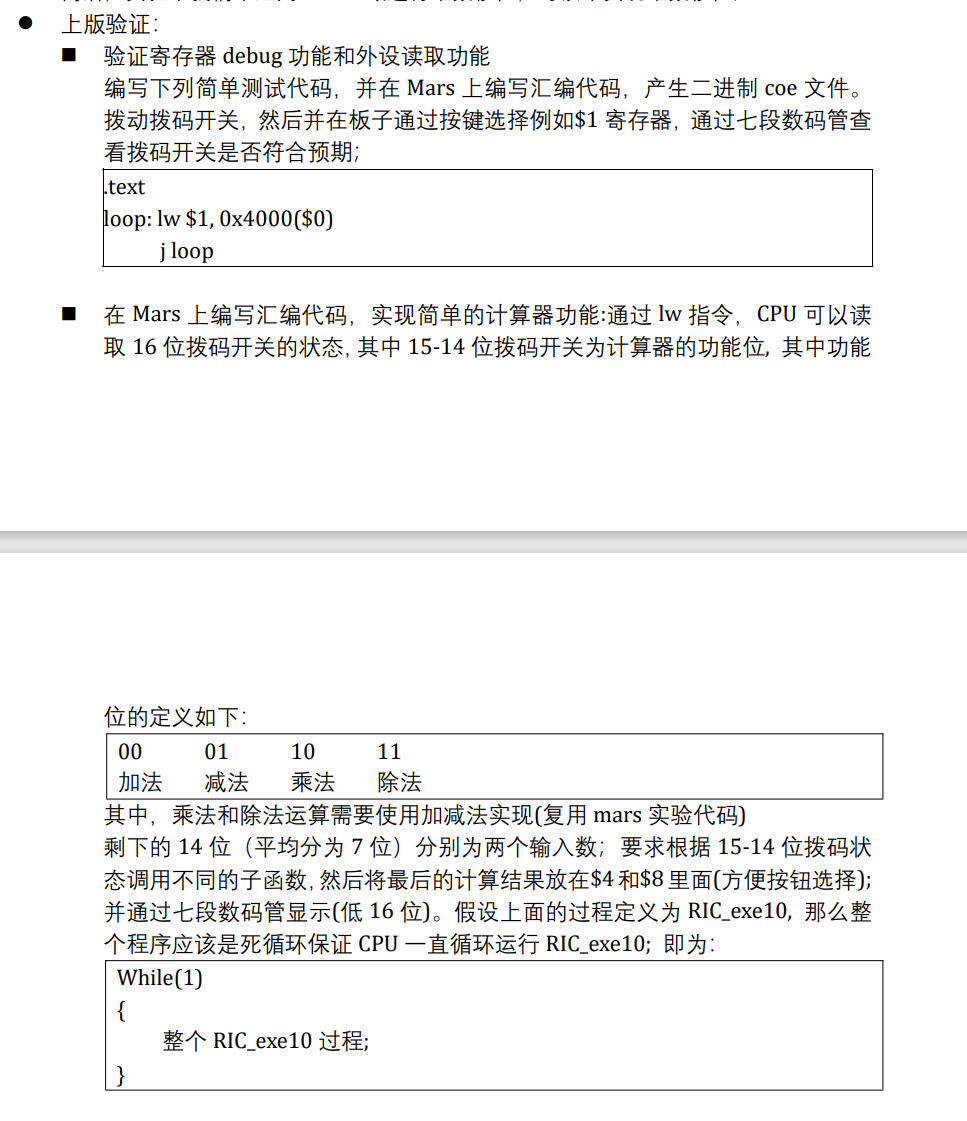 ● 上版验证：
■ 验证寄存器 debug 功能和外设读取功能
编写下列简单测试代码，并在 Mars 上编写汇编代码，产生二进制 coe 文件。
拨动拨码开关，然后并在板子通过按键选择例如$1 寄存器，通过七段数码管查
看拨码开关是否符合预期；
.text
loop: lw $1, 0x4000($0)
j loop
■ 在 Mars 上编写汇编代码，实现简单的计算器功能:通过 lw 指令，CPU 可以读
取 16 位拨码开关的状态, 其中 15-14 位拨码开关为计算器的功能位, 其中功能
位的定义如下：
00 01 10 11
加法 减法 乘法 除法
其中，乘法和除法运算需要使用加减法实现(复用 mars 实验代码)
剩下的 14 位（平均分为 7 位）分别为两个输入数；要求根据 15-14 位拨码状
态调用不同的子函数, 然后将最后的计算结果放在$4 和$8 里面(方便按钮选择);
并通过七段数码管显示(低 16 位)。假设上面的过程定义为 RIC_exe10, 那么整
个程序应该是死循环保证 CPU 一直循环运行 RIC_exe10; 即为：
While(1)
{
整个 RIC_exe10 过程;
}